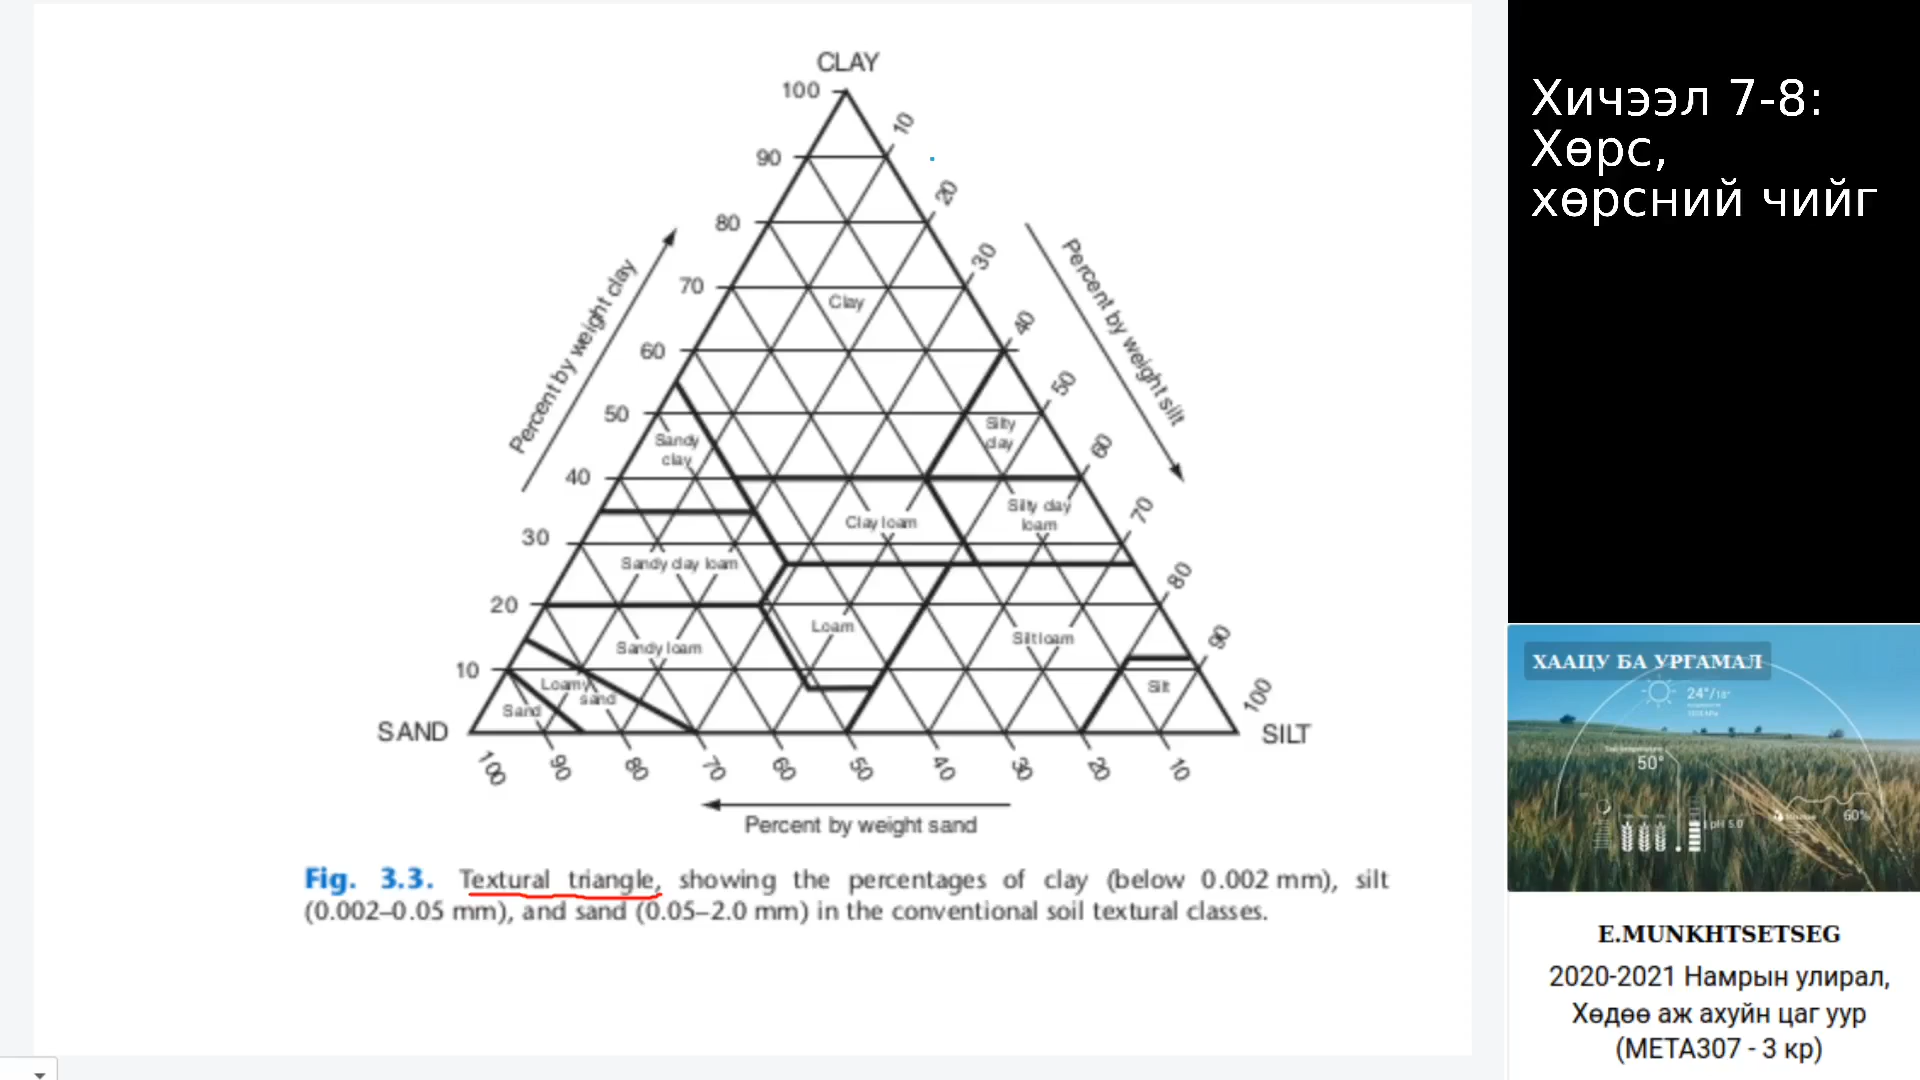 CLAY
100
90
80
70
60
50
40
30
20
10
10
20
30
40
50
60
70
80
90
100
Percent by weight clay
Percent by weight silt
Clay
Silty
clay
Sandy
clay
Clay loam
Silty clay
loam
Sandy clay loam
Loam
Silt loam
Sandy loam
Loamy
sand
Sand
Silt
SAND
SILT
100
90
80
70
60
50
40
30
20
10
Percent by weight sand
Fig. 3.3. Textural triangle, showing the percentages of clay (below 0.002 mm), silt
(0.002–0.05 mm), and sand (0.05–2.0 mm) in the conventional soil textural classes.
Хичээл 7-8:
Хөрс,
хөрсний чийг
ХААЦУ БА УРГАМАЛ
24°/18°
50°
pH 5.0
60%
E.MUNKHTSETSEG
2020-2021 Намрын улирал,
Хөдөө аж ахуйн цаг уур
(МЕТА307 - 3 кр)